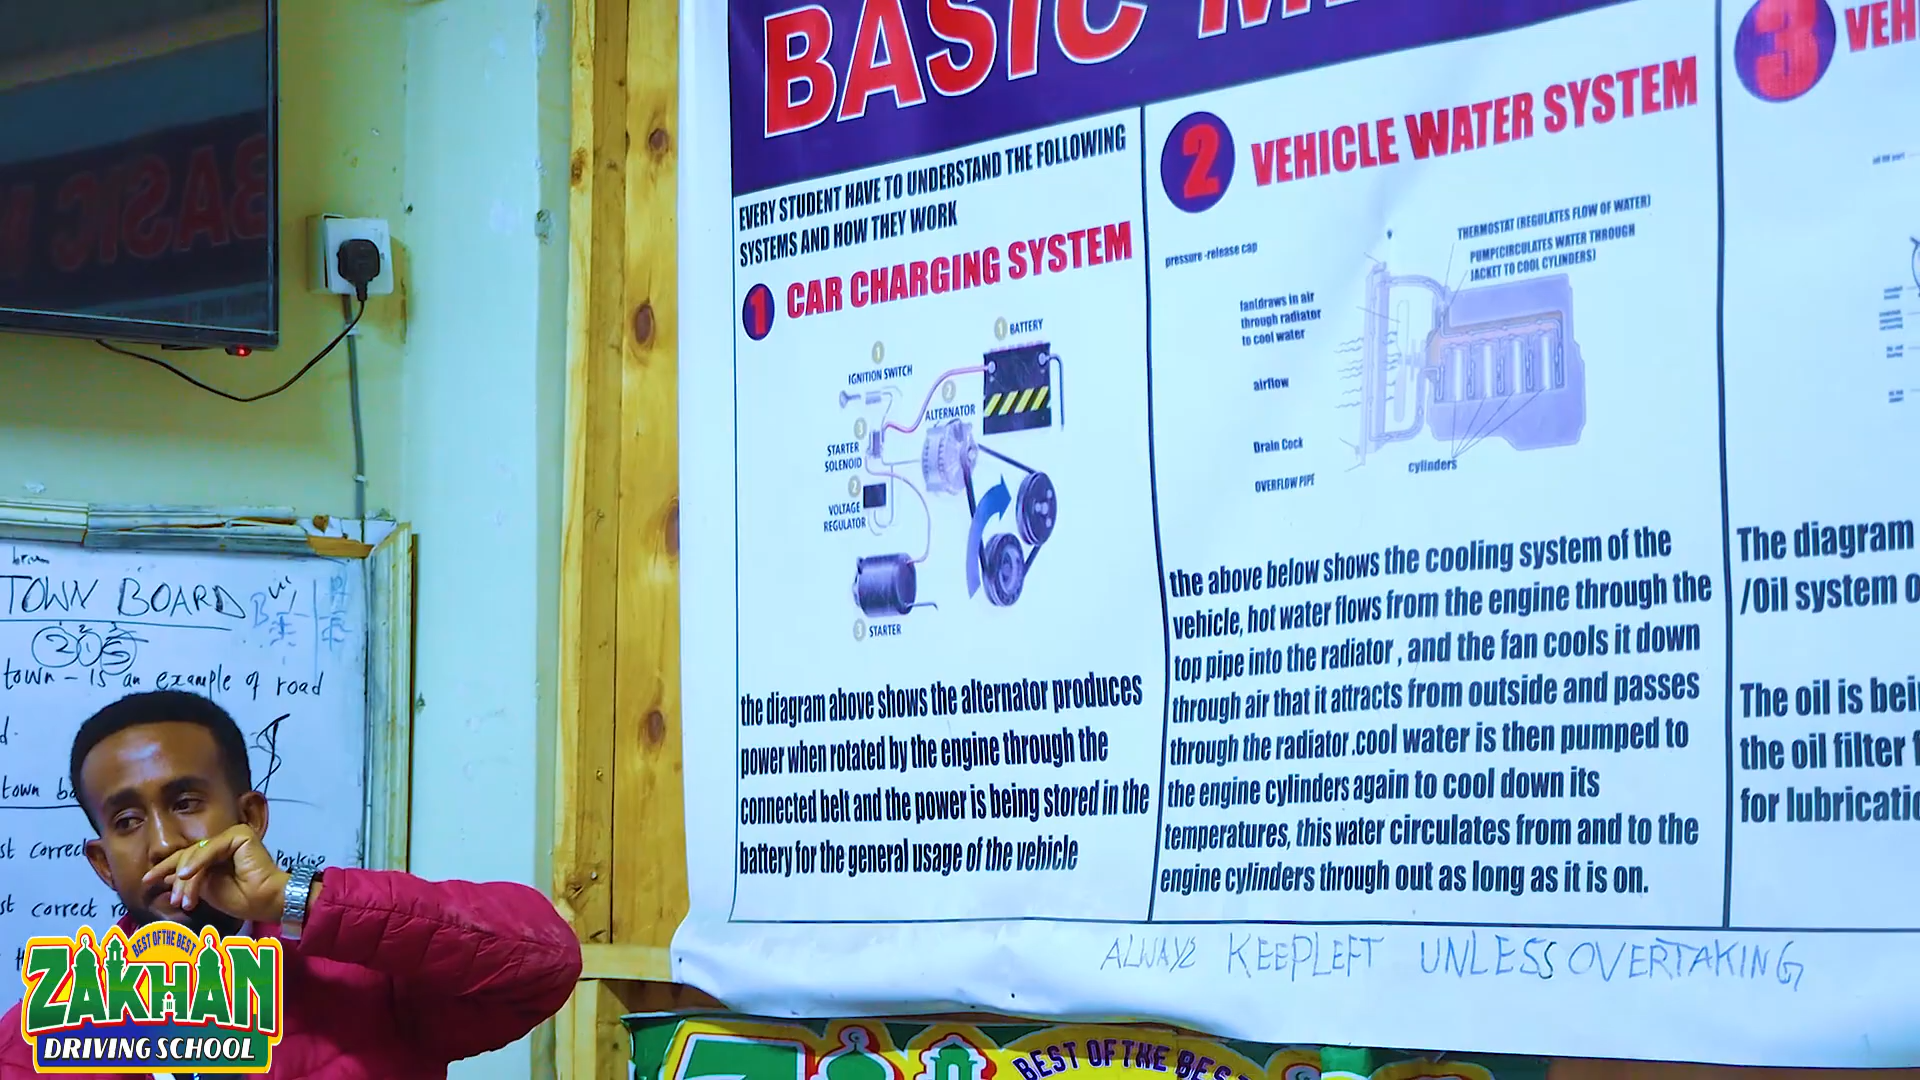 BASIC
EVERY STUDENT HAVE TO UNDERSTAND THE FOLLOWING
SYSTEMS AND HOW THEY WORK
1 CAR CHARGING SYSTEM
1 BATTERY
1
IGNITION SWITCH
2
ALTERNATOR
3
STARTER
SOLENOID
2
VOLTAGE
REGULATOR
3 STARTER
the diagram above shows the alternator produces
power when rotated by the engine through the
connected belt and the power is being stored in the
battery for the general usage of the vehicle
2 VEHICLE WATER SYSTEM
THERMOSTAT (REGULATES FLOW OF WATER)
PUMP(CIRCULATES WATER THROUGH
JACKET TO COOL CYLINDERS)
pressure -release cap
fan(draws in air
through radiator
to cool water
airflow
Drain Cock
OVERFLOW PIPE
cylinders
the above below shows the cooling system of the
vehicle, hot water flows from the engine through the
top pipe into the radiator , and the fan cools it down
through air that it attracts from outside and passes
through the radiator .cool water is then pumped to
the engine cylinders again to cool down its
temperatures, this water circulates from and to the
engine cylinders through out as long as it is on.
3 VEH
The diagram
/Oil system o
The oil is bei
the oil filter
for lubricati
ALWAYS KEEPLEFT UNLESS OVERTAKING
TOWN BOARD
2 1 3
town - is an example of road
town bo
st correct
Parking
st correct ro
BEST OF THE BEST
ZAKHAN
DRIVING SCHOOL
BEST OF THE BES